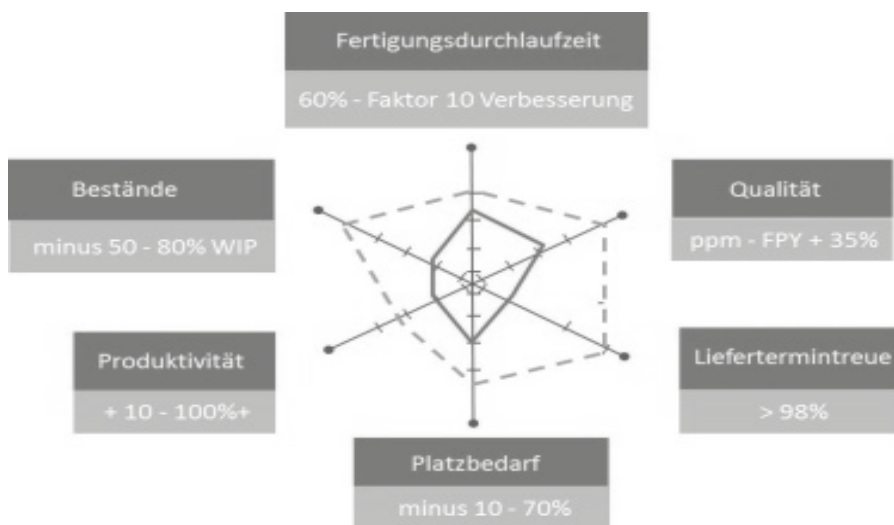 Fertigungsdurchlaufzeit
60% - Faktor 10 Verbesserung
Bestände
minus 50 - 80% WIP
Qualität
ppm - FPY + 35%
Produktivität
+ 10 - 100%+
Liefertermintreue
> 98%
Platzbedarf
minus 10 - 70%